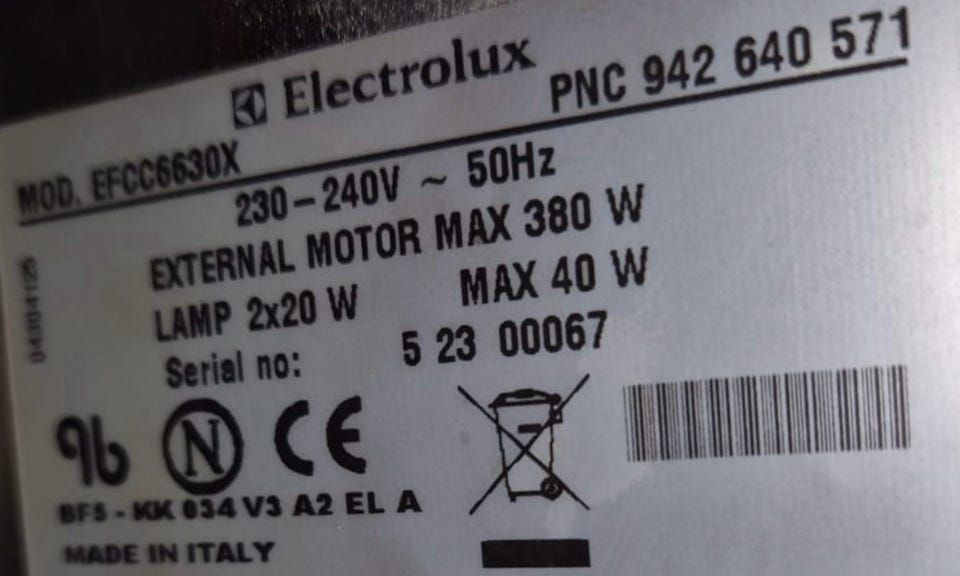 Electrolux
PNC 942 640 571
MOD. EFCC6630X
230-240V ~ 50Hz
EXTERNAL MOTOR MAX 380 W
LAMP 2x20 W MAX 40 W
Serial no: 5 23 00067
N CE
BF5 - KK 034 V3 A2 EL A
MADE IN ITALY